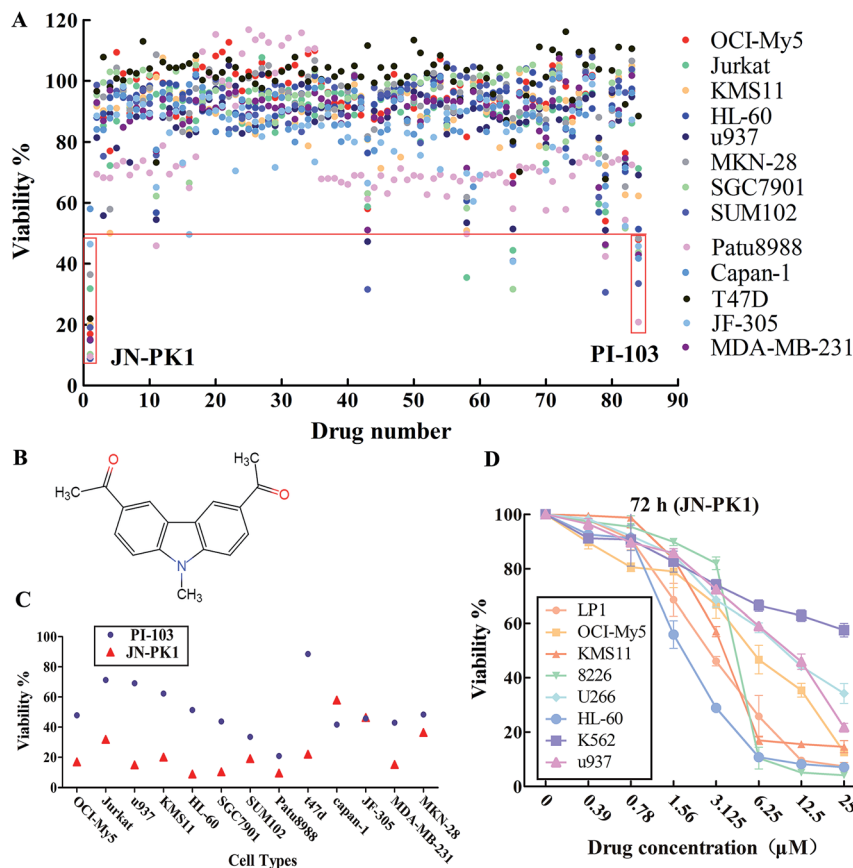 A
Viability %
120
100
80
60
40
20
0
JN-PK1
PI-103
0 10 20 30 40 50 60 70 80 90
Drug number
OCI-My5
Jurkat
KMS11
HL-60
u937
MKN-28
SGC7901
SUM102
Patu8988
Capan-1
T47D
JF-305
MDA-MB-231
B
H₃C
O
CH₃
O
N
CH₃
C
PI-103
JN-PK1
Viability %
100
80
60
40
20
0
OCI-My5
Jurkat
u937
KMS11
HL-60
SGC7901
SUM102
Patu8988
t47d
capan-1
JF-305
MDA-MB-231
MKN-28
Cell Types
D
72 h (JN-PK1)
Viability %
100
80
60
40
20
0
LP1
OCI-My5
KMS11
8226
U266
HL-60
K562
u937
0 0.39 0.78 1.56 3.125 6.25 12.5 25
Drug concentration (µM)